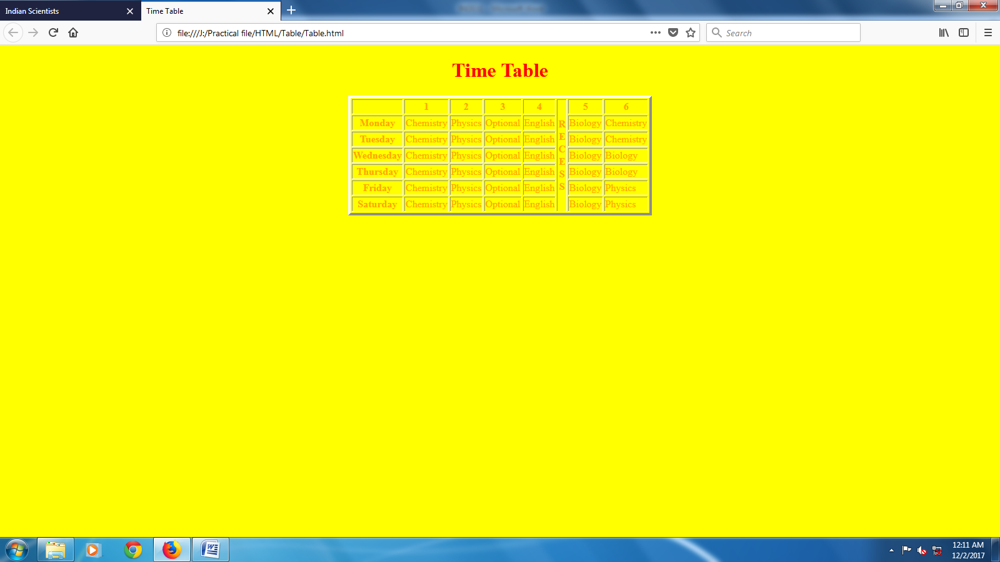 Indian Scientists
Time Table
file:///J:/Practical file/HTML/Table/Table.html
Search
Time Table
1 2 3 4 5 6
Monday Chemistry Physics Optional English Biology Chemistry
Tuesday Chemistry Physics Optional English Biology Chemistry
Wednesday Chemistry Physics Optional English Biology Biology
Thursday Chemistry Physics Optional English Biology Biology
Friday Chemistry Physics Optional English Biology Physics
Saturday Chemistry Physics Optional English Biology Physics
R
E
C
E
S
S
12:11 AM
12/2/2017